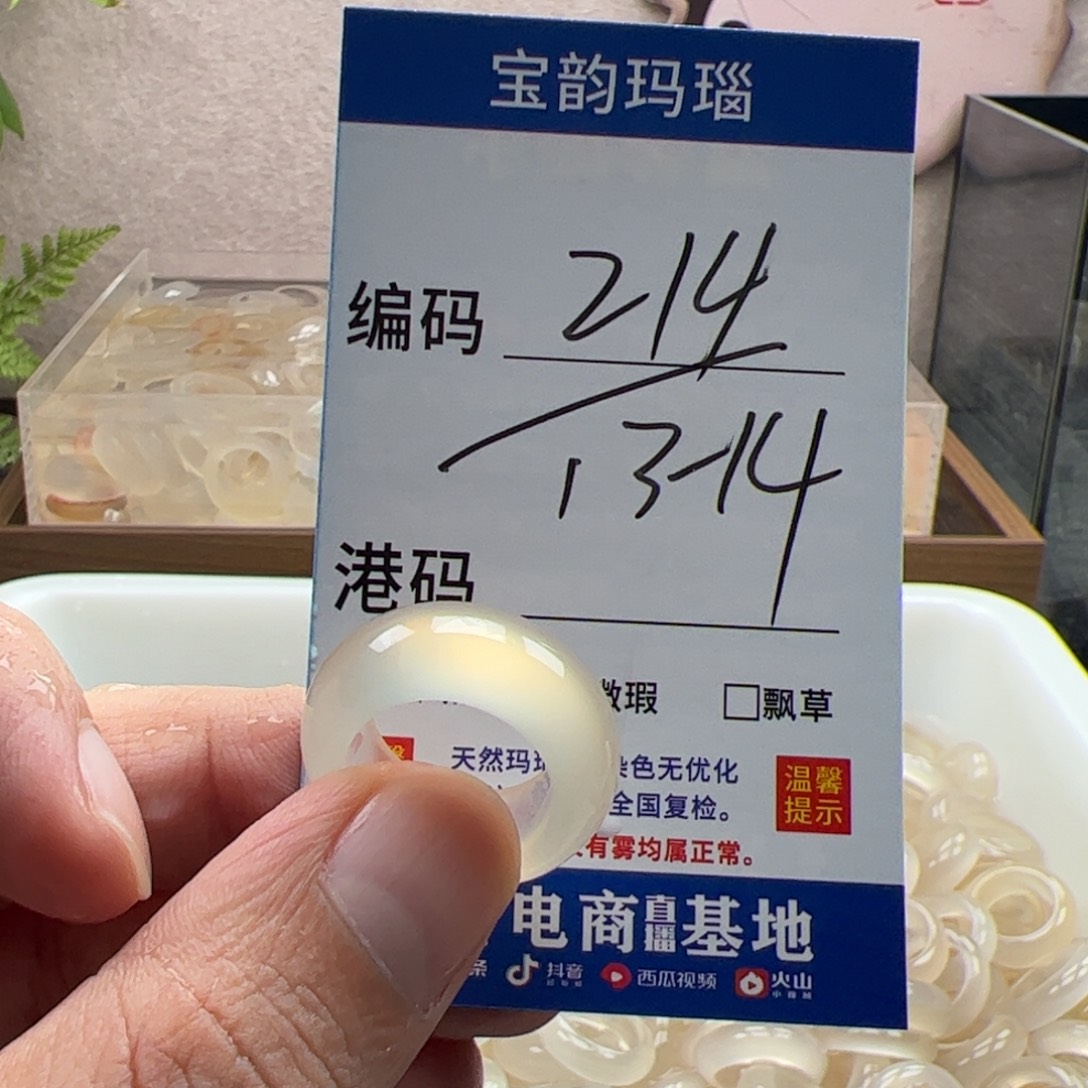 宝韵玛瑙
编码 214
13-14
港码
微瑕 □飘草
天然玛 染色无优化 温馨
全国复检。 提示
有雾均属正常。
电商直播基地
条 抖音 西瓜视频 火山